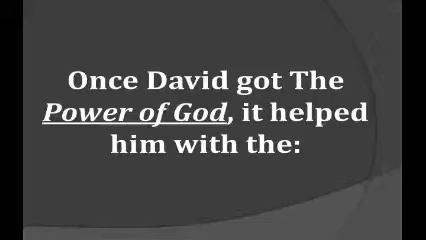 Once David got The
Power of God, it helped
him with the: